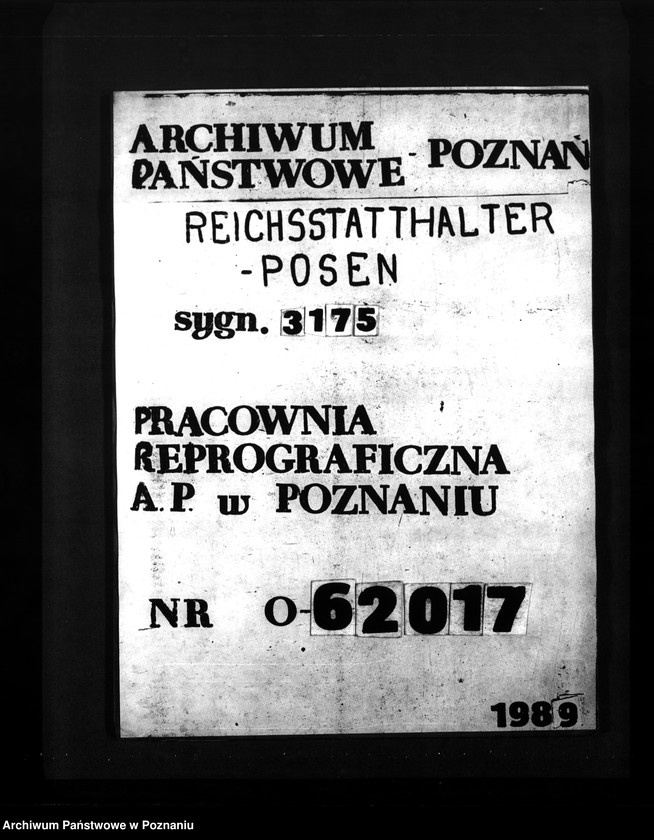 ARCHIWUM
PAŃSTWOWE - POZNAŃ
REICHSSTATTHALTER
-POSEN
sygn. 3175
PRACOWNIA
REPROGRAFICZNA
A. P. w POZNANIU
NR O-62017
1989
Archiwum Państwowe w Poznaniu